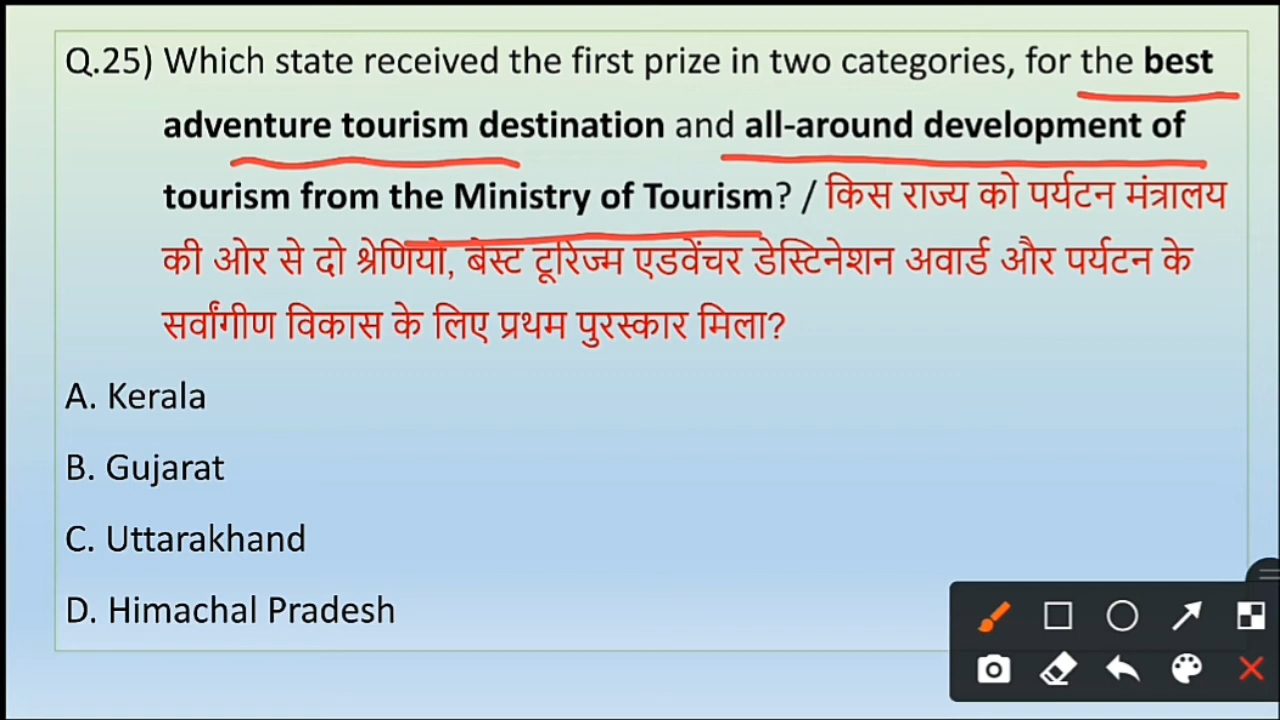 Q.25) Which state received the first prize in two categories, for the best
adventure tourism destination and all-around development of
tourism from the Ministry of Tourism? / किस राज्य को पर्यटन मंत्रालय
की ओर से दो श्रेणियो, बेस्ट टूरिज्म एडवेंचर डेस्टिनेशन अवार्ड और पर्यटन के
सर्वांगीण विकास के लिए प्रथम पुरस्कार मिला?
A. Kerala
B. Gujarat
C. Uttarakhand
D. Himachal Pradesh